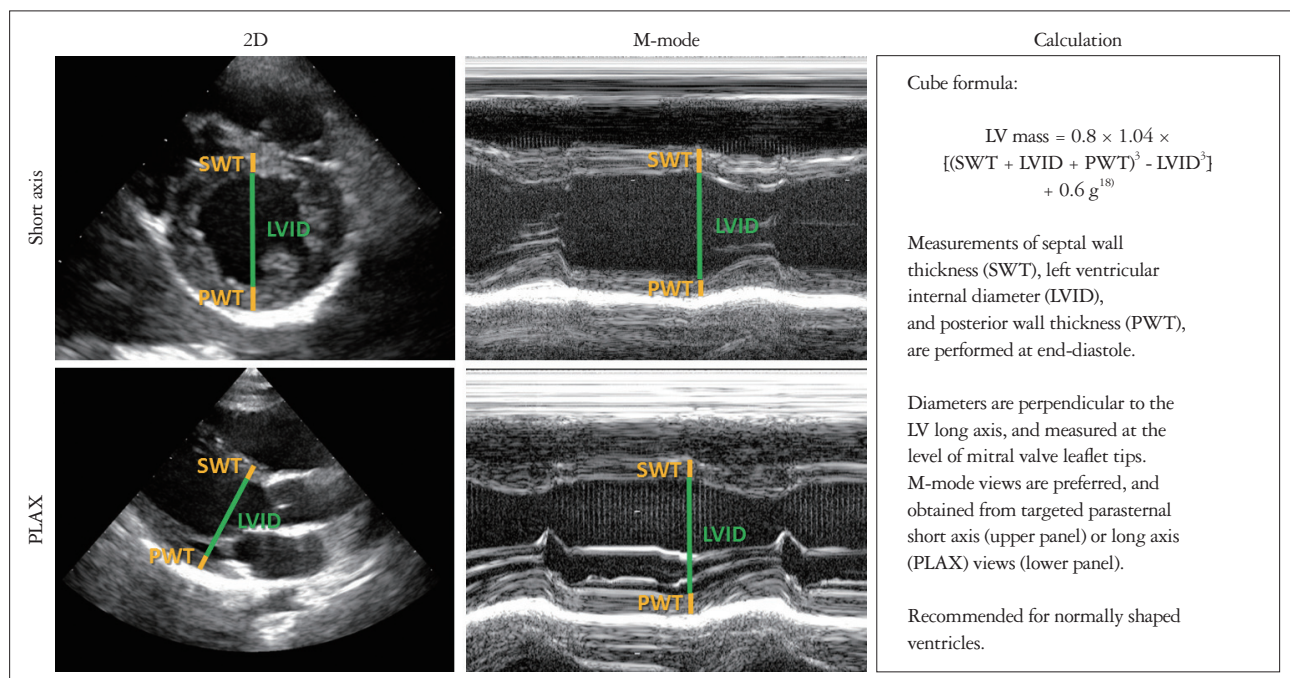 2D
M-mode
Calculation
Short axis
SWT
LVID
PWT
SWT
LVID
PWT
PLAX
SWT
LVID
PWT
SWT
LVID
PWT
Cube formula:
LV mass = 0.8 × 1.04 ×
[(SWT + LVID + PWT)³ - LVID³]
+ 0.6 g¹⁸⁾
Measurements of septal wall
thickness (SWT), left ventricular
internal diameter (LVID),
and posterior wall thickness (PWT),
are performed at end-diastole.
Diameters are perpendicular to the
LV long axis, and measured at the
level of mitral valve leaflet tips.
M-mode views are preferred, and
obtained from targeted parasternal
short axis (upper panel) or long axis
(PLAX) views (lower panel).
Recommended for normally shaped
ventricles.